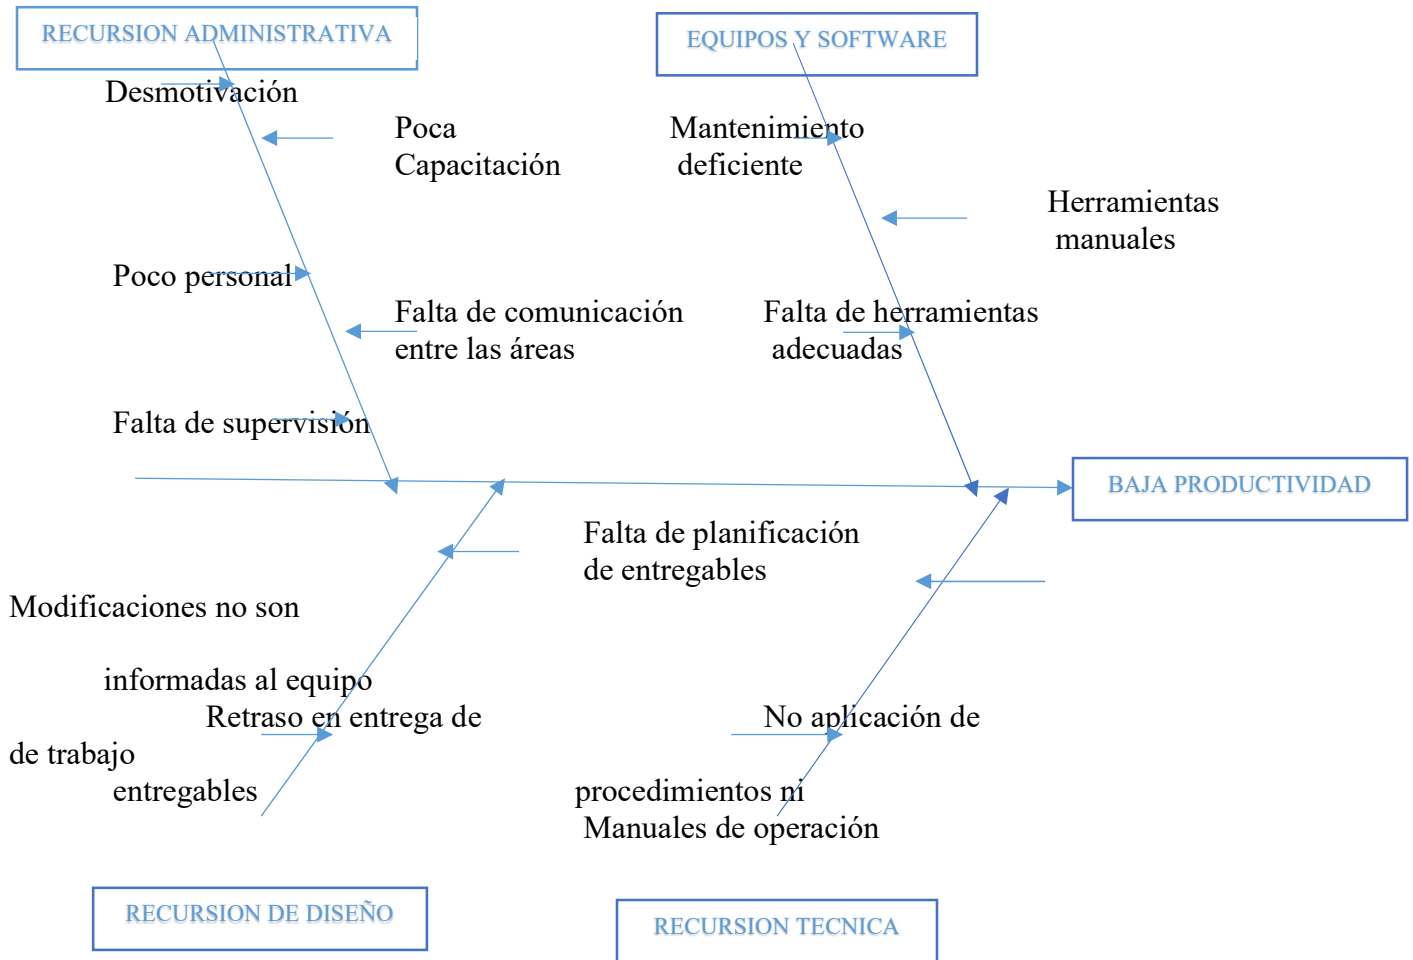 RECURSION ADMINISTRATIVA
EQUIPOS Y SOFTWARE
Desmotivación
Poca
Capacitación
Mantenimiento
deficiente
Herramientas
manuales
Poco personal
Falta de comunicación
entre las áreas
Falta de herramientas
adecuadas
Falta de supervisión
BAJA PRODUCTIVIDAD
Falta de planificación
de entregables
Modificaciones no son
informadas al equipo
Retraso en entrega de
No aplicación de
de trabajo
entregables
procedimientos ni
Manuales de operación
RECURSION DE DISEÑO
RECURSION TECNICA